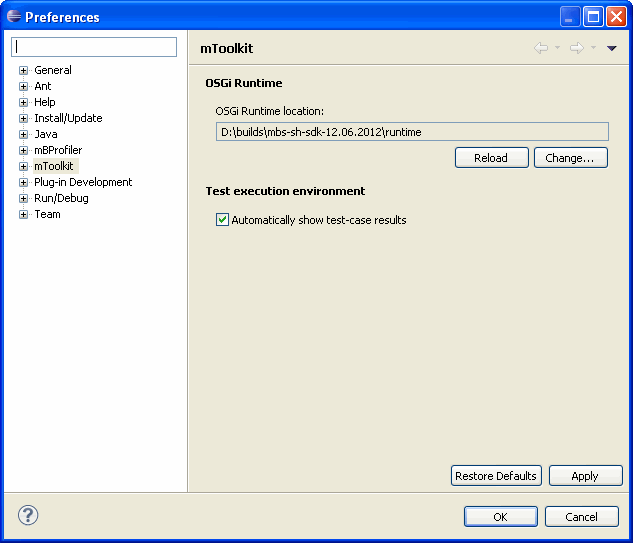 Preferences
mToolkit
General
Ant
Help
Install/Update
Java
mBProfiler
mToolkit
Plug-in Development
Run/Debug
Team
OSGi Runtime
OSGi Runtime location:
D:\builds\mbs-sh-sdk-12.06.2012\runtime
Reload Change...
Test execution environment
Automatically show test-case results
Restore Defaults Apply
? OK Cancel